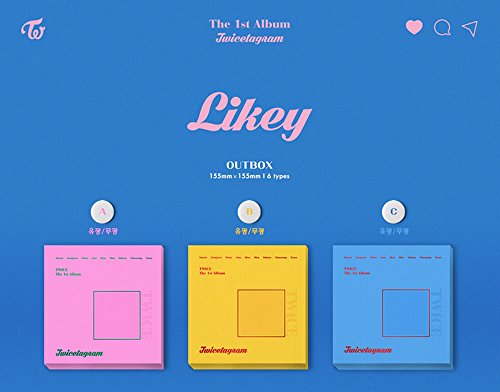 The 1st Album
Twicetagram
Likey
OUTBOX
155mm×155mm I 6 types
A
유광/무광
B
유광/무광
C
유광/무광
TWICE
The 1st Album
TWICE
Twicetagram
TWICE
The 1st Album
TWICE
Twicetagram
TWICE
The 1st Album
TWICE
Twicetagram